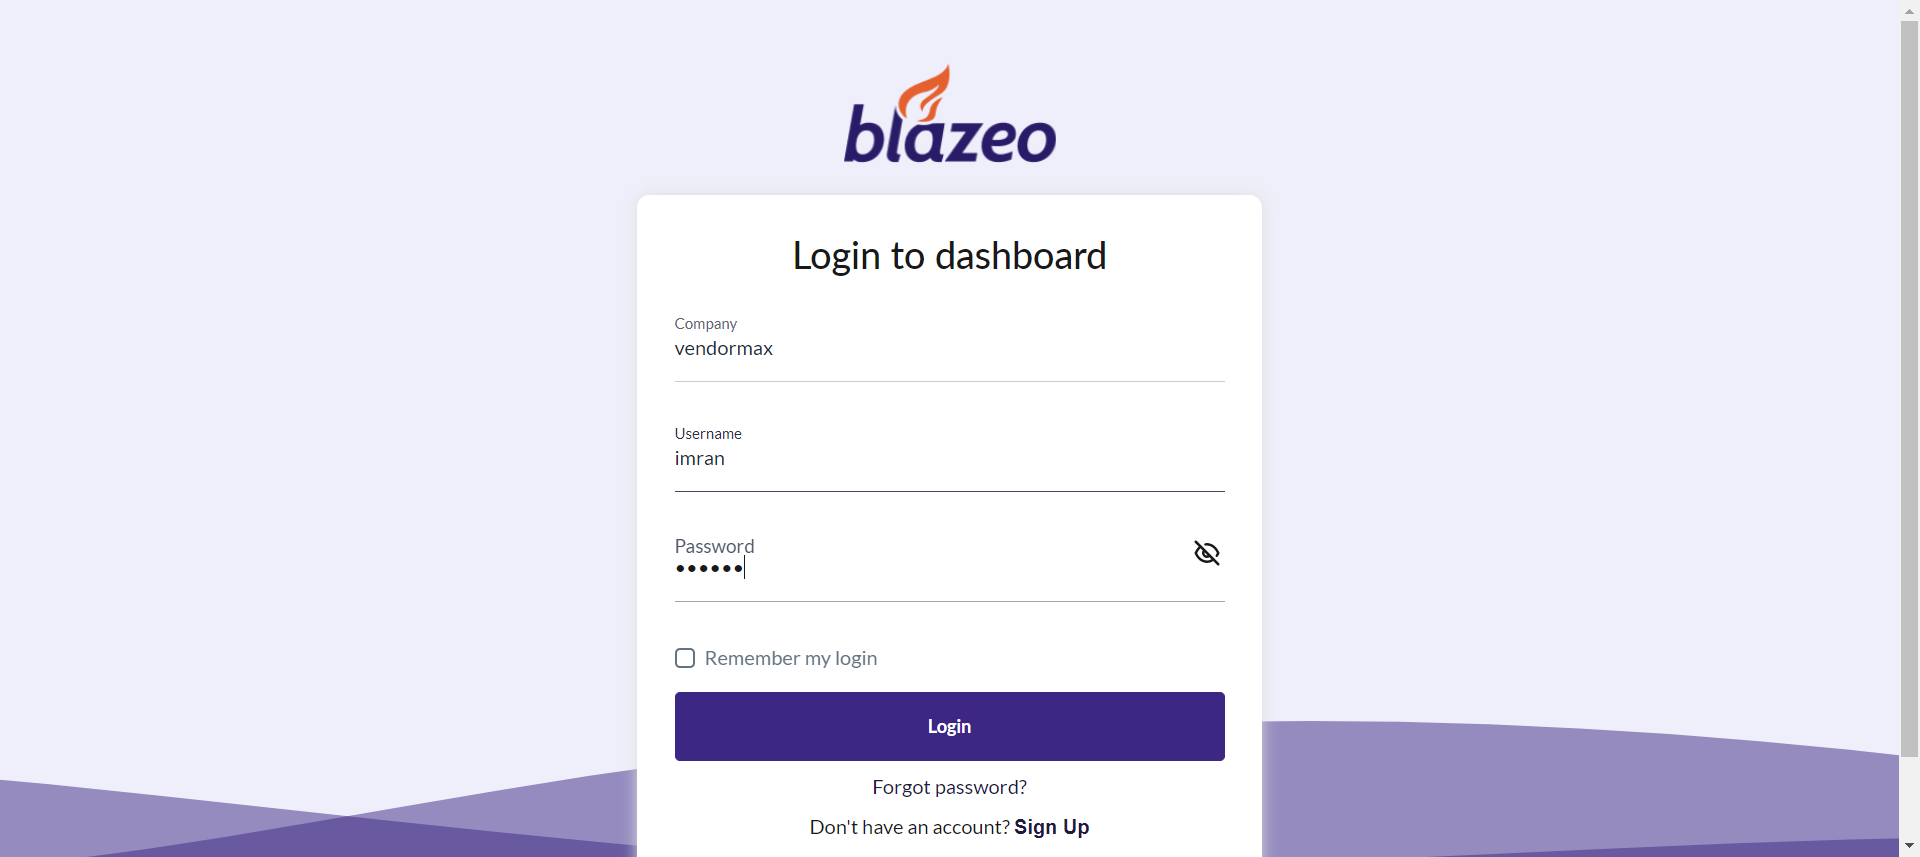 blazeo
Login to dashboard
Company
vendormax
Username
imran
Password
••••••
Remember my login
Login
Forgot password?
Don't have an account? Sign Up